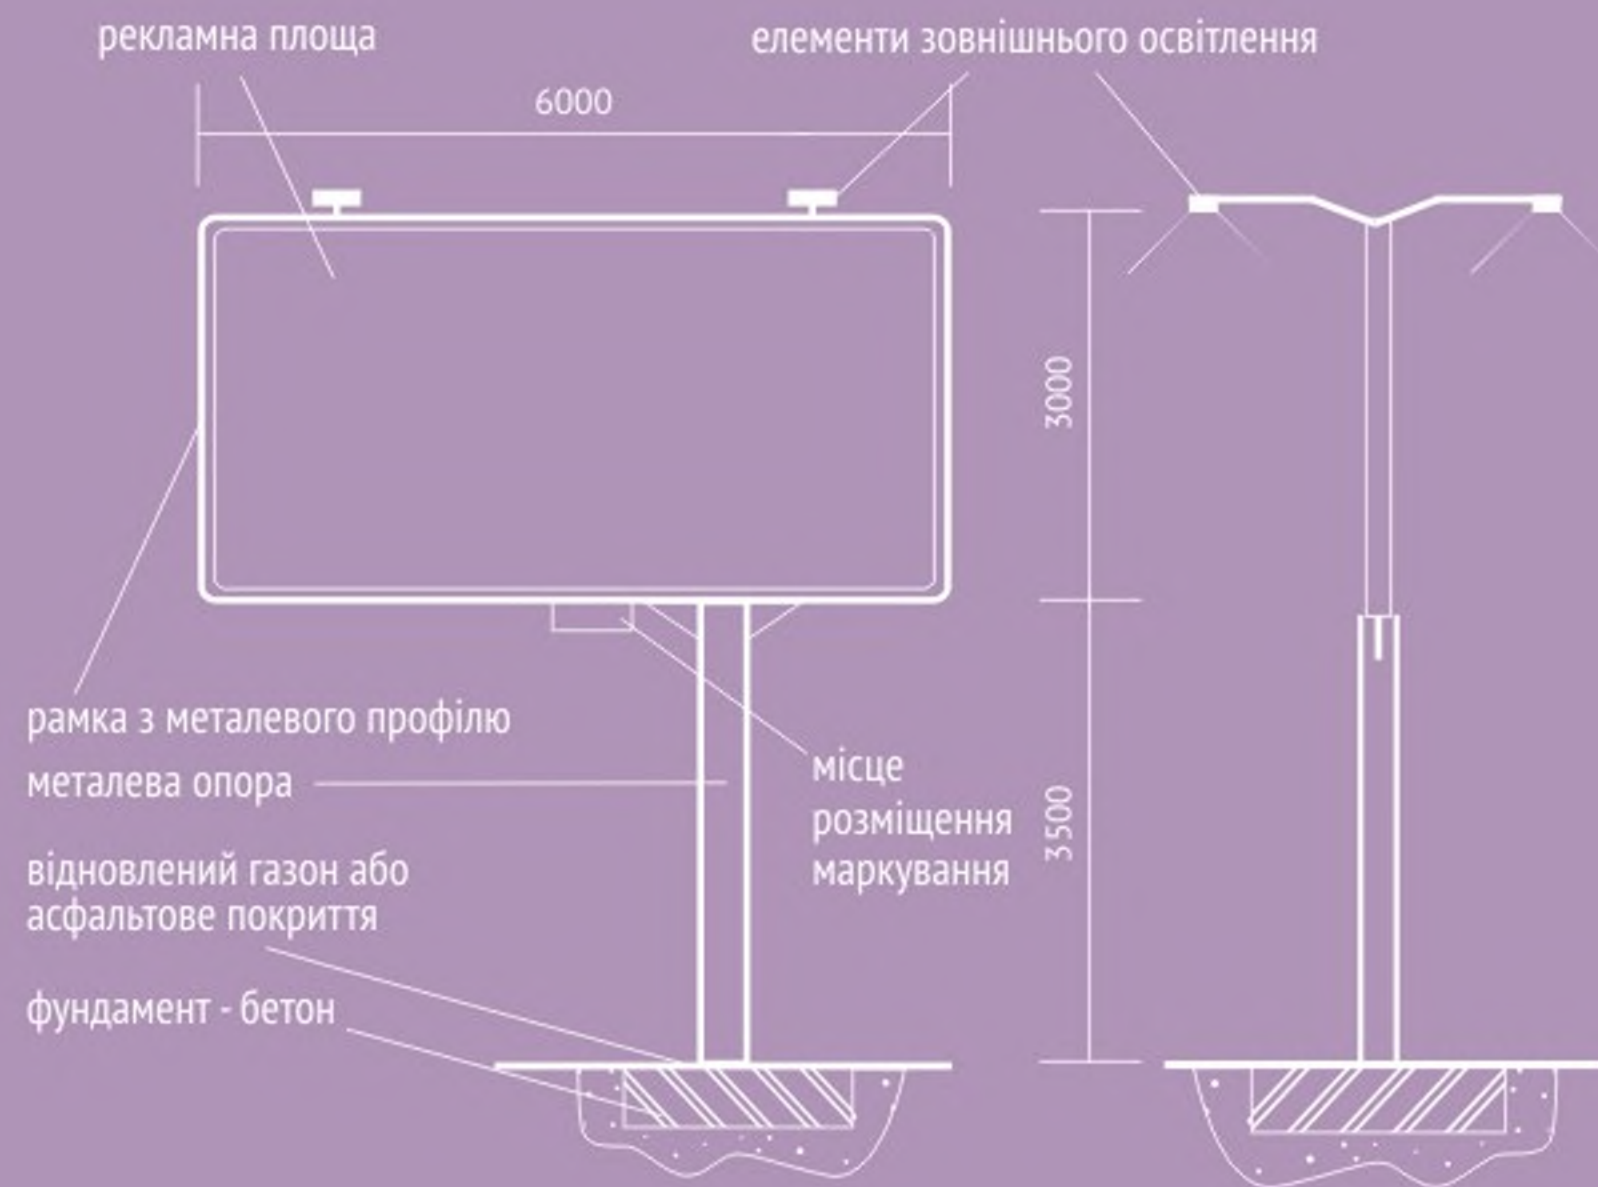 рекламна площа
елементи зовнішнього освітлення
6000
3000
рамка з металевого профілю
металева опора
місце
розміщення
маркування
3500
відновлений газон або
асфальтове покриття
фундамент - бетон